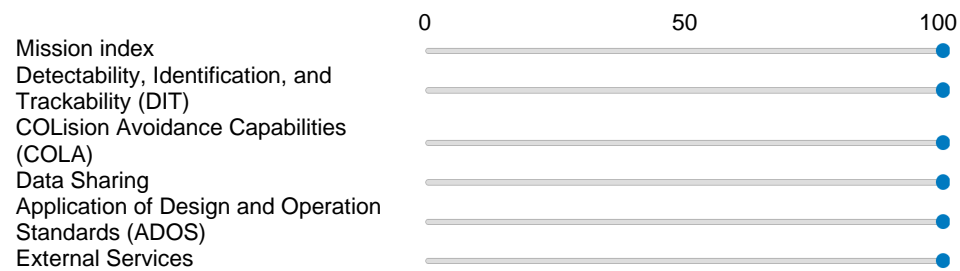 0 50 100
Mission index
Detectability, Identification, and
Trackability (DIT)
COLision Avoidance Capabilities
(COLA)
Data Sharing
Application of Design and Operation
Standards (ADOS)
External Services